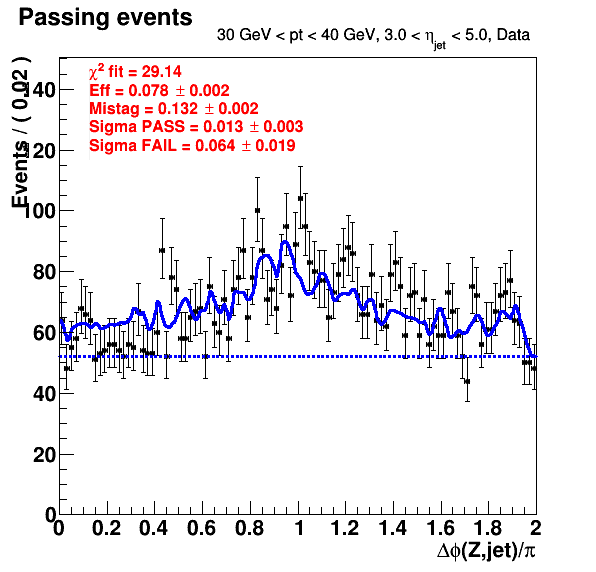 Passing events
30 GeV < pt < 40 GeV, 3.0 < η_jet < 5.0, Data
χ² fit = 29.14
Eff = 0.078 ± 0.002
Mistag = 0.132 ± 0.002
Sigma PASS = 0.013 ± 0.003
Sigma FAIL = 0.064 ± 0.019
Events / ( 0.02 )
140
120
100
80
60
40
20
0
0 0.2 0.4 0.6 0.8 1 1.2 1.4 1.6 1.8 2
Δϕ(Z,jet)/π